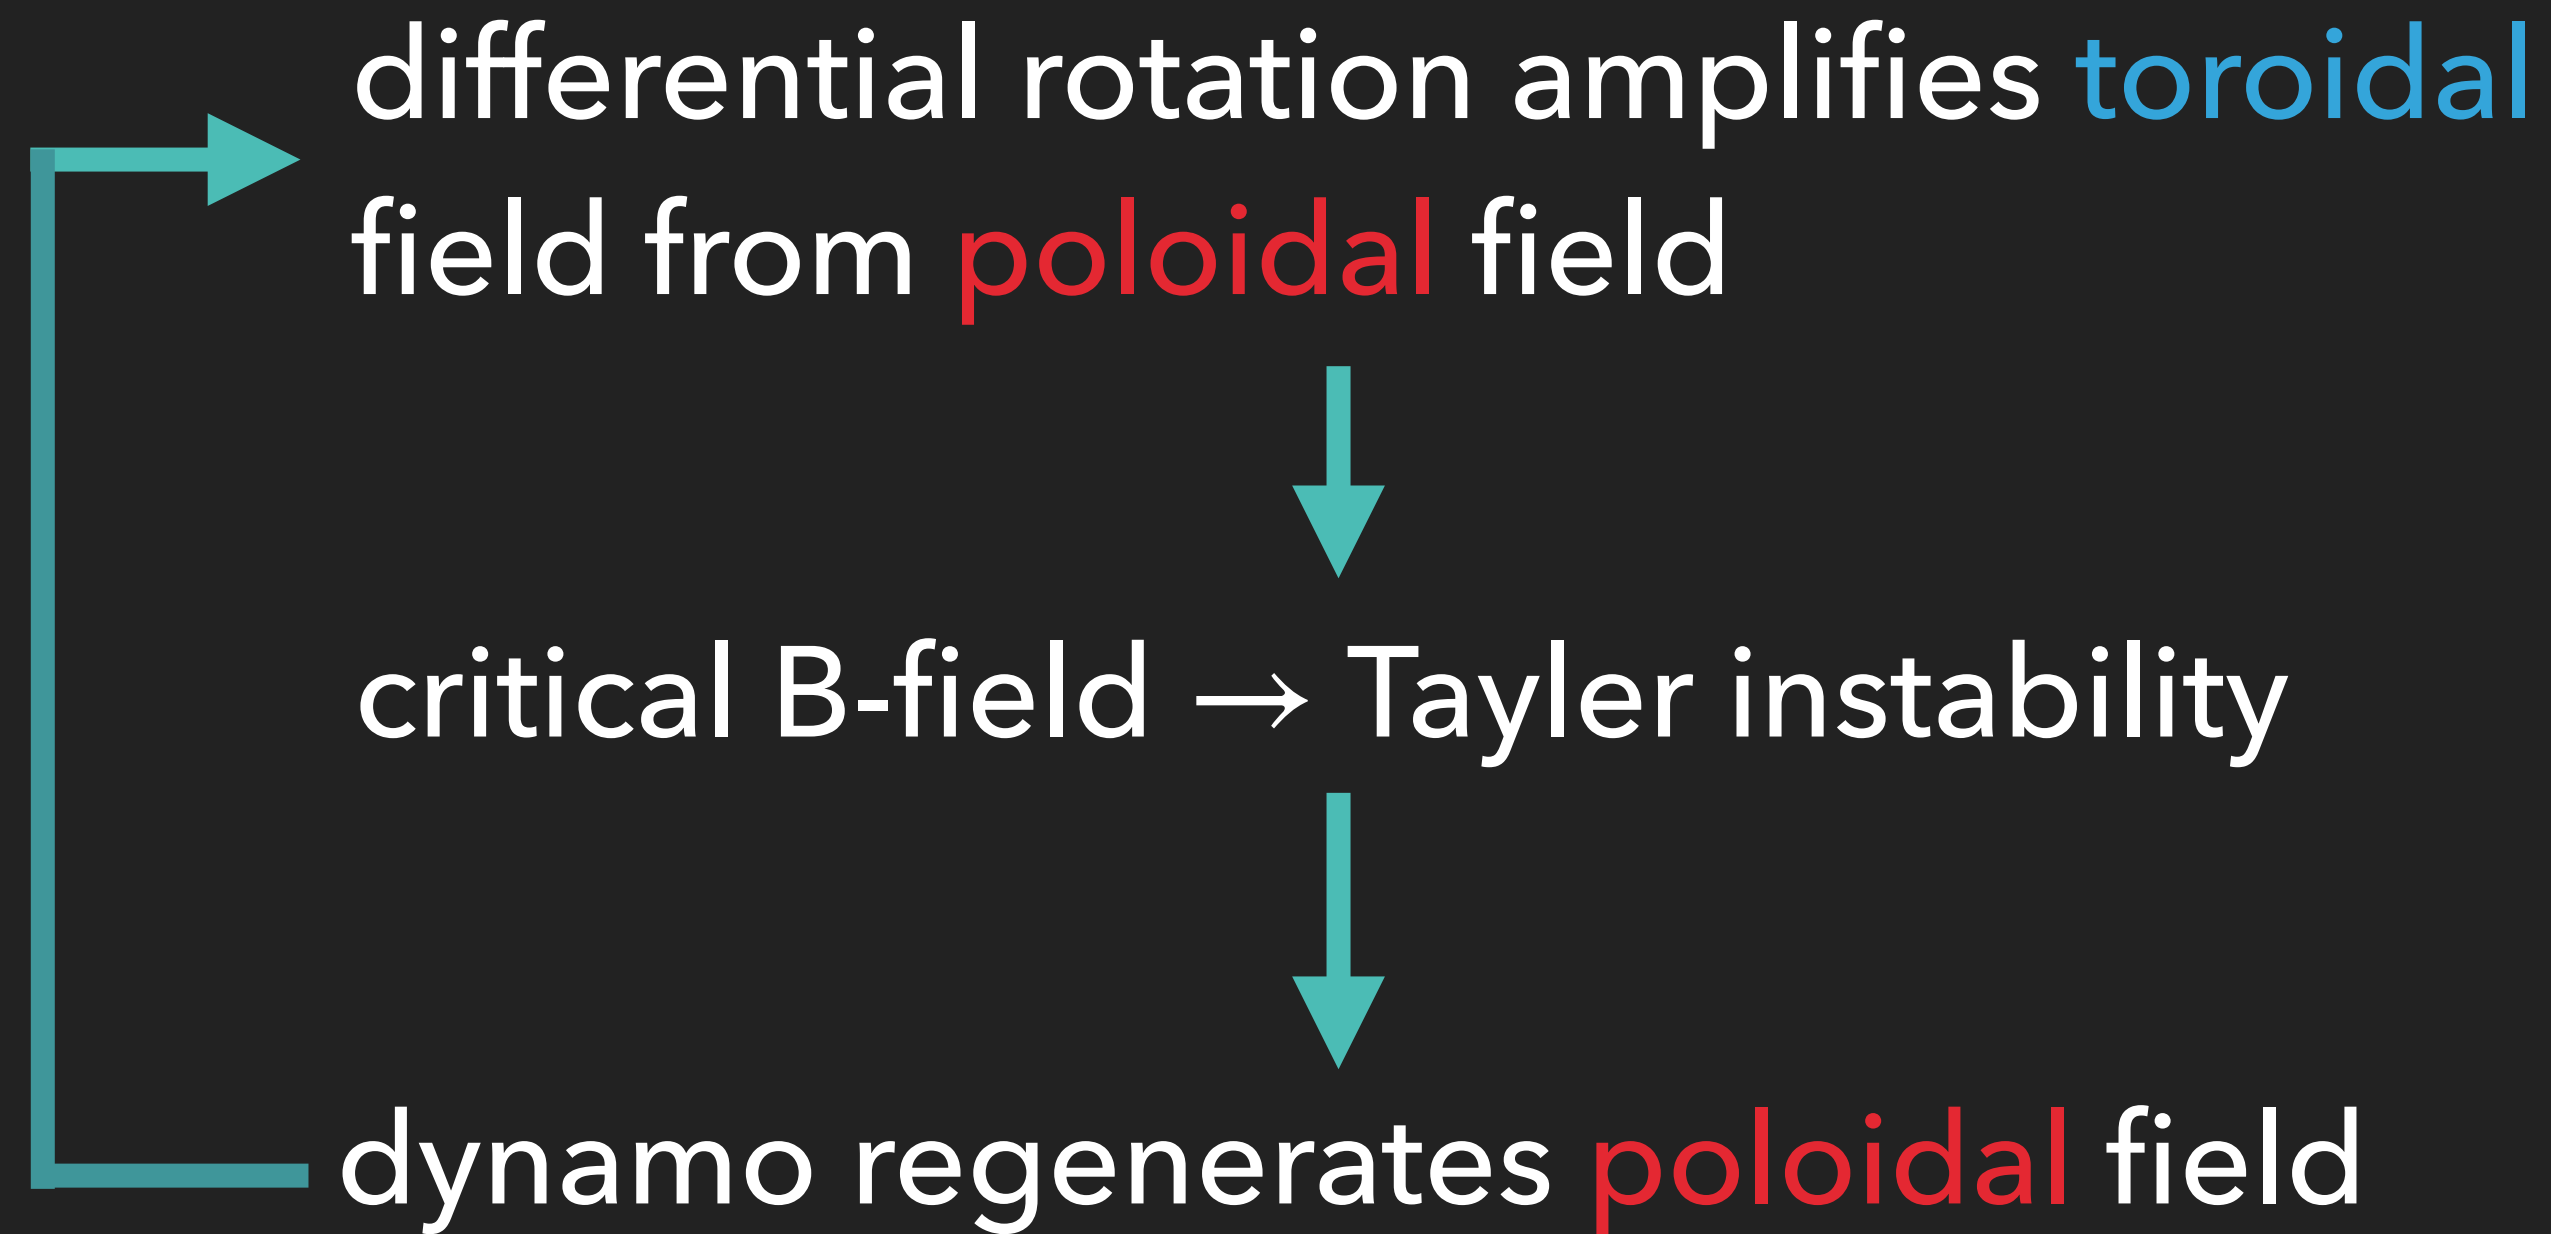 differential rotation amplifies toroidal
field from poloidal field
critical B-field → Tayler instability
dynamo regenerates poloidal field